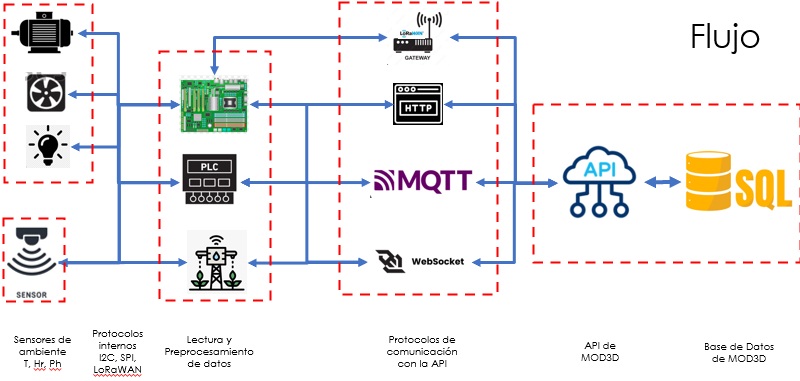 Flujo
LoRaWAN
GATEWAY
HTTP
PLC
MQTT
API
SQL
WebSocket
SENSOR
Sensores de
ambiente
T, Hr, Ph
Protocolos
internos
I2C, SPI,
LoRaWAN
Lectura y
Preprocesamiento
de datos
Protocolos de
comunicación
con la API
API de
MOD3D
Base de Datos
de MOD3D